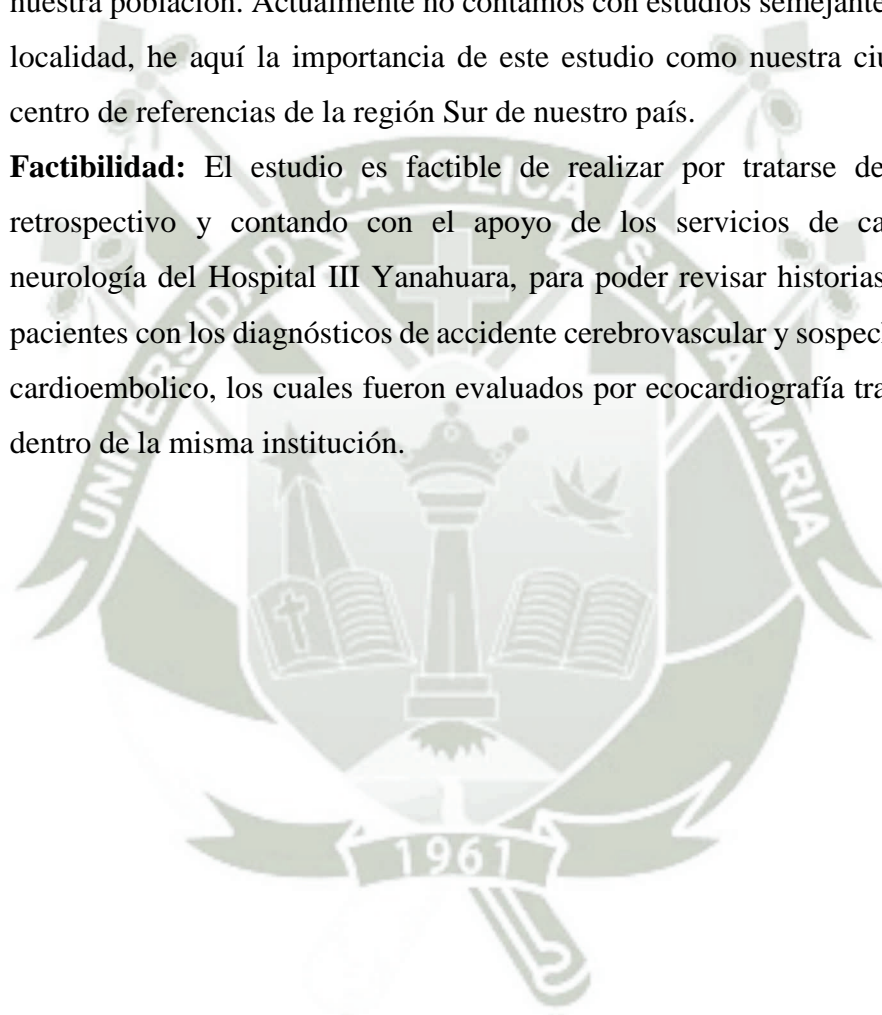 nuestra población. Actualmente no contamos con estudios semejante
localidad, he aquí la importancia de este estudio como nuestra ciu
centro de referencias de la región Sur de nuestro país.
Factibilidad: El estudio es factible de realizar por tratarse de
retrospectivo y contando con el apoyo de los servicios de ca
neurología del Hospital III Yanahuara, para poder revisar historias
pacientes con los diagnósticos de accidente cerebrovascular y sospec
cardioembolico, los cuales fueron evaluados por ecocardiografía tra
dentro de la misma institución.
UNIVERSIDAD CATOLICA SANTA MARIA
1961